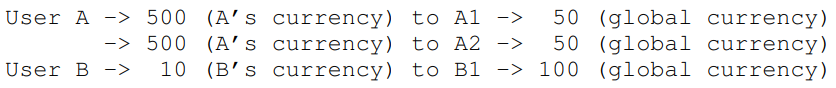 User A -> 500 (A's currency) to A1 -> 50 (global currency)
-> 500 (A's currency) to A2 -> 50 (global currency)
User B -> 10 (B's currency) to B1 -> 100 (global currency)